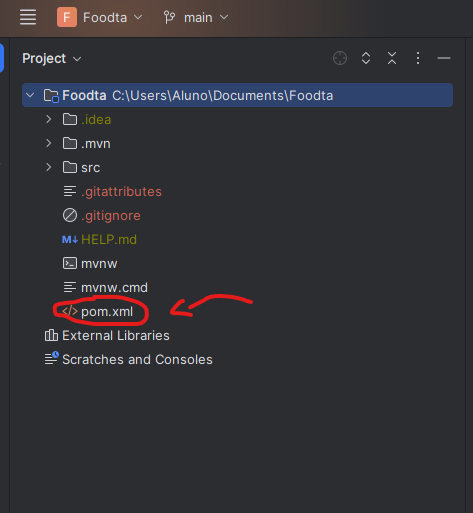 F Foodta main
Project
Foodta C:\Users\Aluno\Documents\Foodta
.idea
.mvn
src
.gitattributes
.gitignore
M↓ HELP.md
mvnw
mvnw.cmd
</> pom.xml
External Libraries
Scratches and Consoles